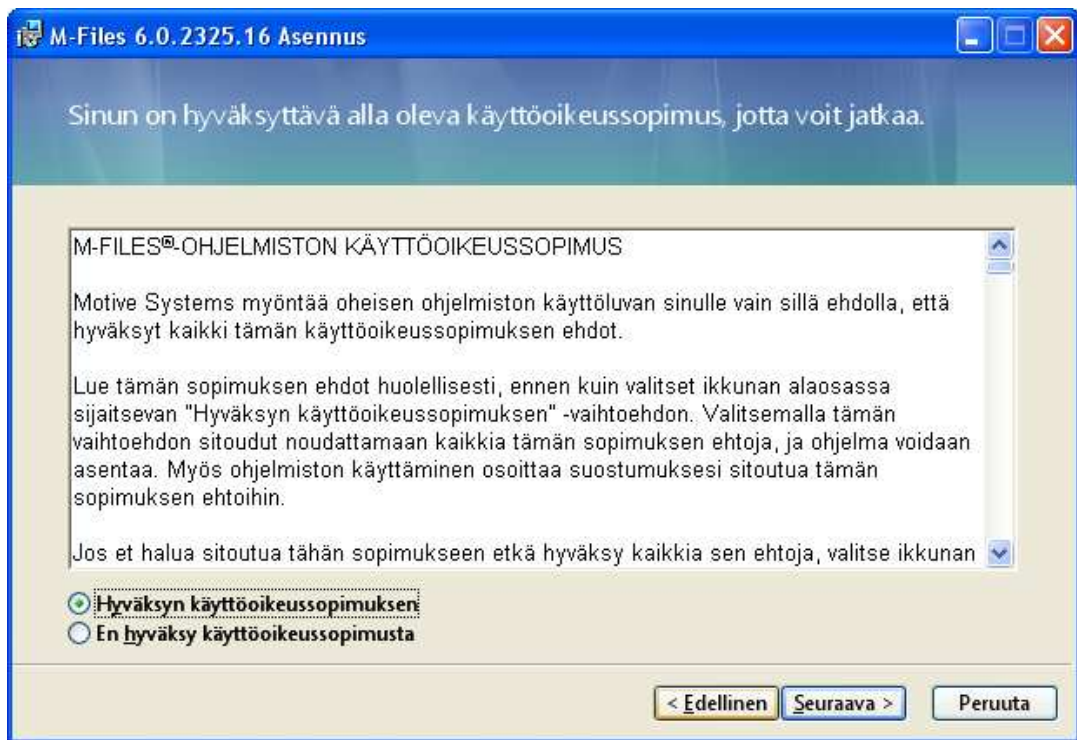 M-Files 6.0.2325.16 Asennus
Sinun on hyväksyttävä alla oleva käyttöoikeussopimus, jotta voit jatkaa.
M-FILES®-OHJELMISTON KÄYTTÖOIKEUSSOPIMUS
Motive Systems myöntää oheisen ohjelmiston käyttöluvan sinulle vain sillä ehdolla, että
hyväksyt kaikki tämän käyttöoikeussopimuksen ehdot.
Lue tämän sopimuksen ehdot huolellisesti, ennen kuin valitset ikkunan alaosassa
sijaitsevan "Hyväksyn käyttöoikeussopimuksen" -vaihtoehdon. Valitsemalla tämän
vaihtoehdon sitoudut noudattamaan kaikkia tämän sopimuksen ehtoja, ja ohjelma voidaan
asentaa. Myös ohjelmiston käyttäminen osoittaa suostumuksesi sitoutua tämän
sopimuksen ehtoihin.
Jos et halua sitoutua tähän sopimukseen etkä hyväksy kaikkia sen ehtoja, valitse ikkunan
Hyväksyn käyttöoikeussopimuksen
En hyväksy käyttöoikeussopimusta
< Edellinen Seuraava > Peruuta